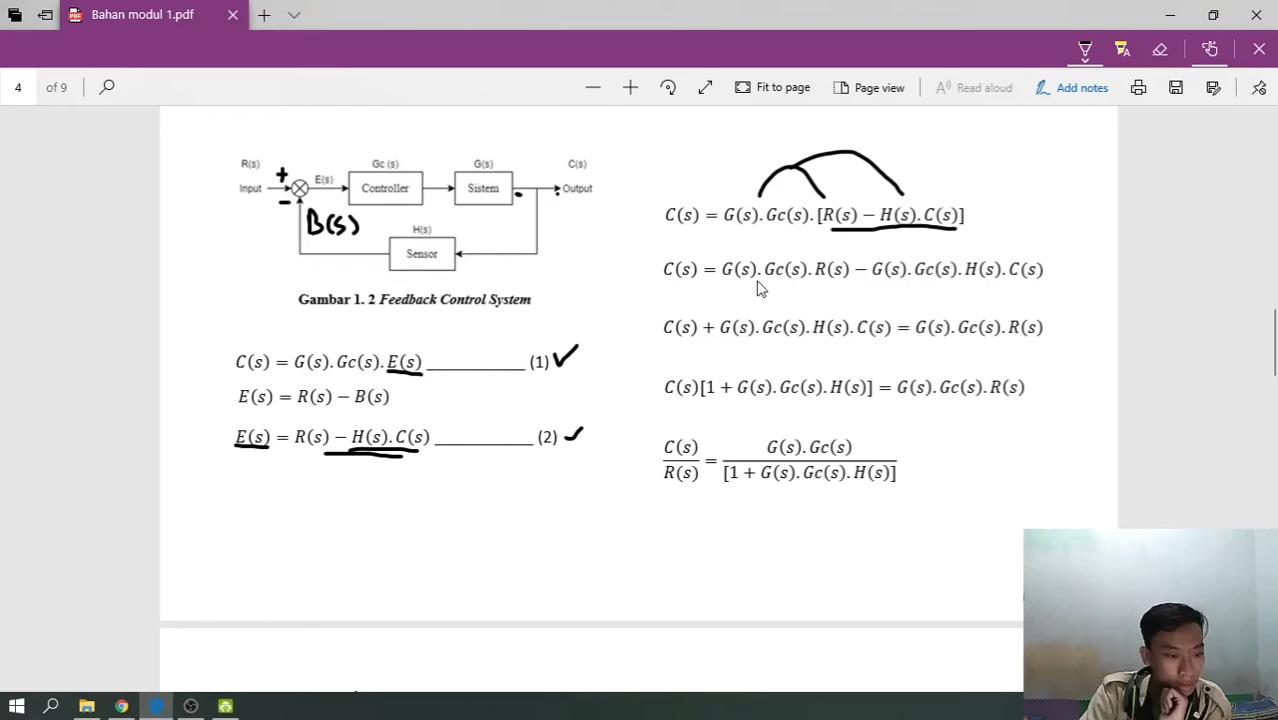 Bahan modul 1.pdf
4 of 9
Fit to page
Page view
Read aloud
Add notes
R(s)
Gc (s)
G(s)
C(s)
+
E(s)
Input
Controller
Sistem
Output
−
B(s)
H(s)
Sensor
Gambar 1. 2 Feedback Control System
C(s) = G(s). Gc(s). E(s) ____________ (1)
E(s) = R(s) − B(s)
E(s) = R(s) − H(s). C(s) ____________ (2)
C(s) = G(s). Gc(s). [R(s) − H(s). C(s)]
C(s) = G(s). Gc(s). R(s) − G(s). Gc(s). H(s). C(s)
C(s) + G(s). Gc(s). H(s). C(s) = G(s). Gc(s). R(s)
C(s)[1 + G(s). Gc(s). H(s)] = G(s). Gc(s). R(s)
C(s)/R(s) = G(s). Gc(s)/[1 + G(s). Gc(s). H(s)]